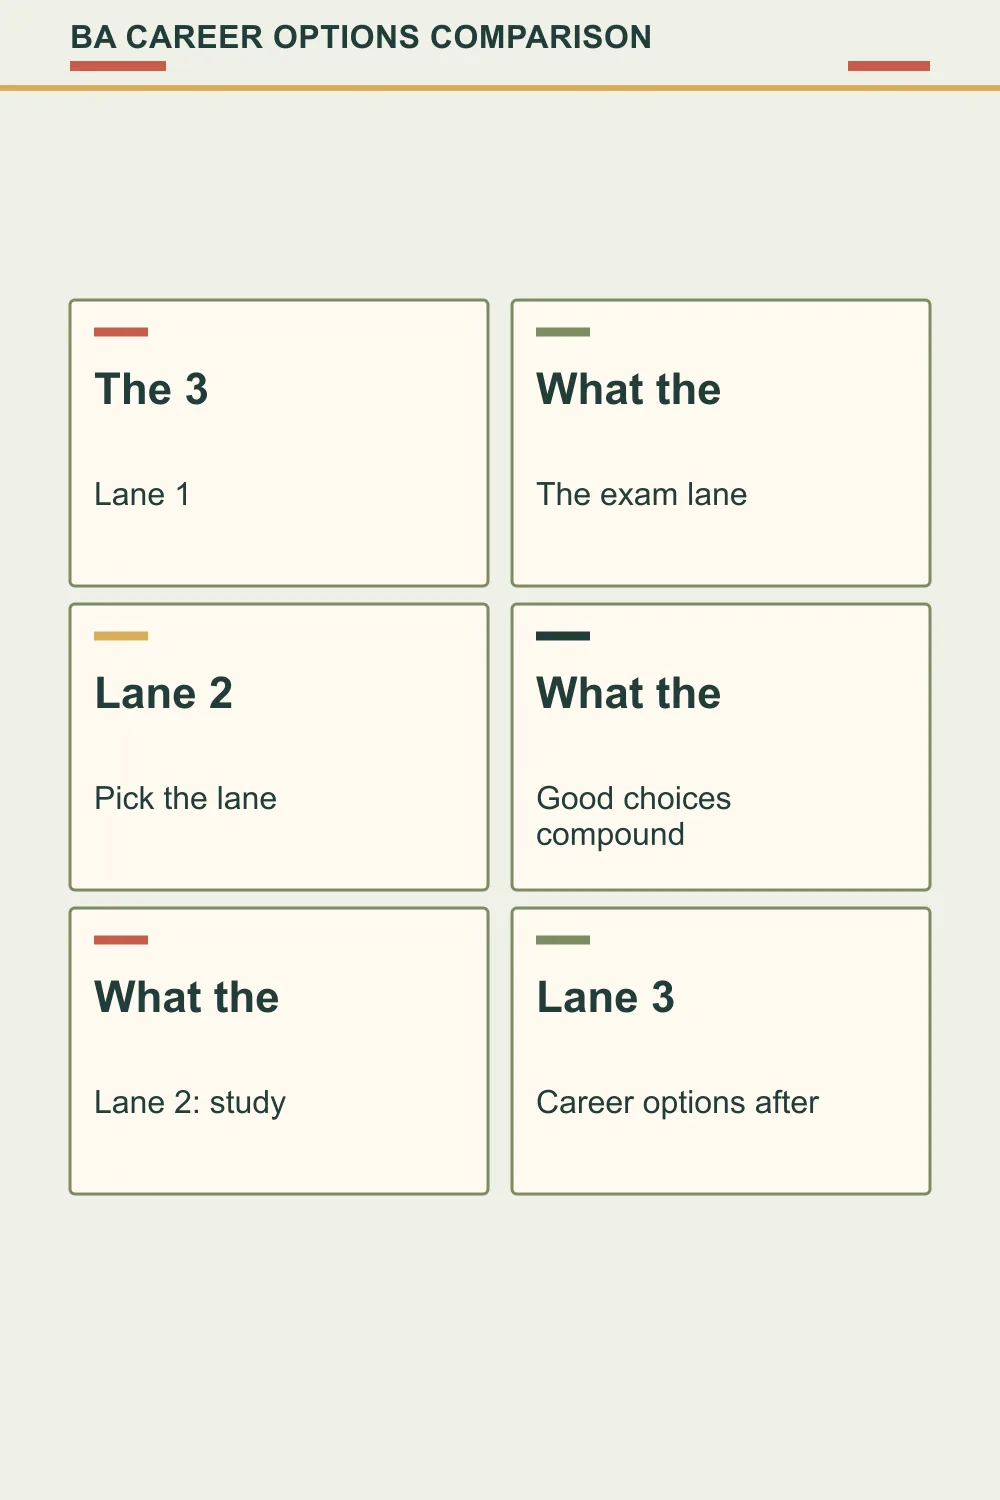 BA CAREER OPTIONS COMPARISON
The 3
Lane 1
What the
The exam lane
Lane 2
Pick the lane
What the
Good choices
compound
What the
Lane 2: study
Lane 3
Career options after